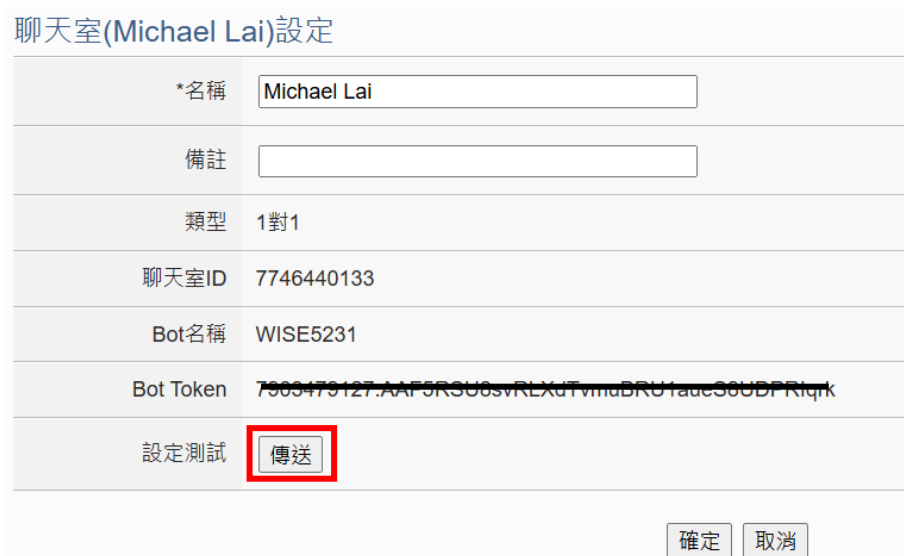 聊天室(Michael Lai)設定
*名稱 Michael Lai
備註
類型 1對1
聊天室ID 7746440133
Bot名稱 WISE5231
Bot Token
設定測試 傳送
確定 取消